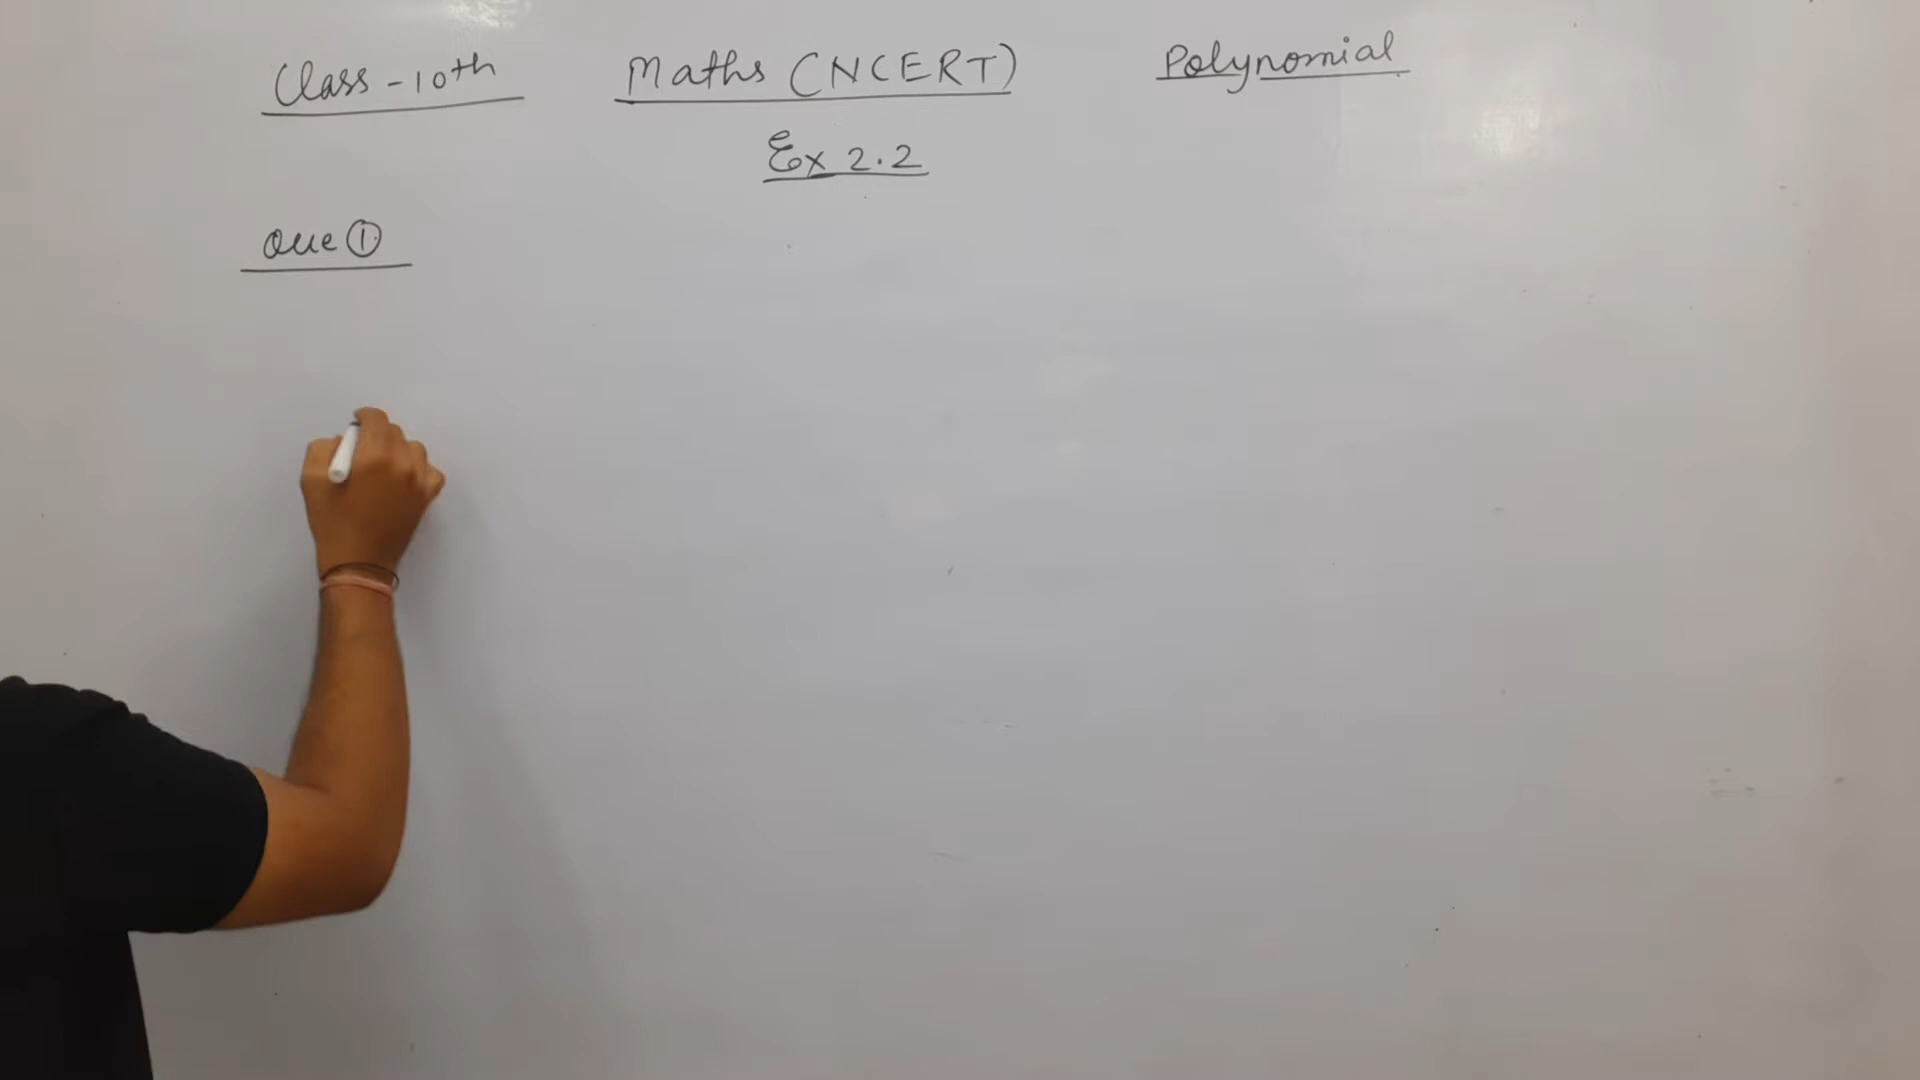 Class - 10th Maths (NCERT) Polynomial
Ex 2.2
Que ①